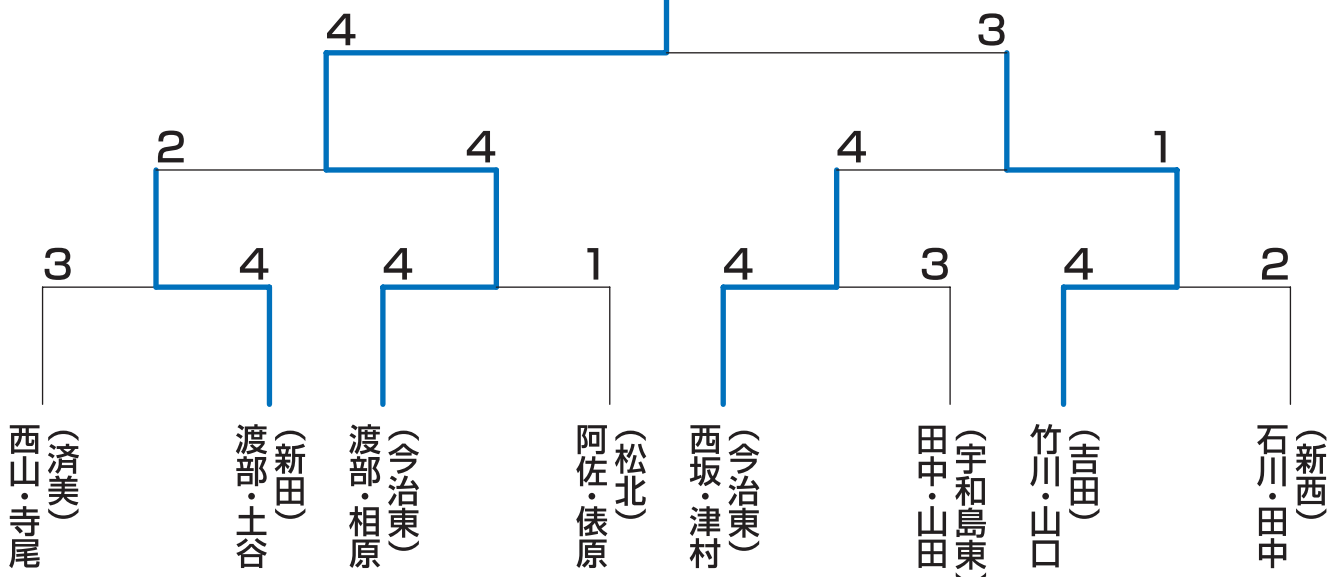 4 3
2 4 4 1
3 4 4 1 4 3 4 2
西山・寺尾
（済美）
渡部・土谷
（新田）
渡部・相原
（今治東）
阿佐・俵原
（松北）
西坂・津村
（今治東）
田中・山田
（宇和島東）
竹川・山口
（吉田）
石川・田中
（新西）